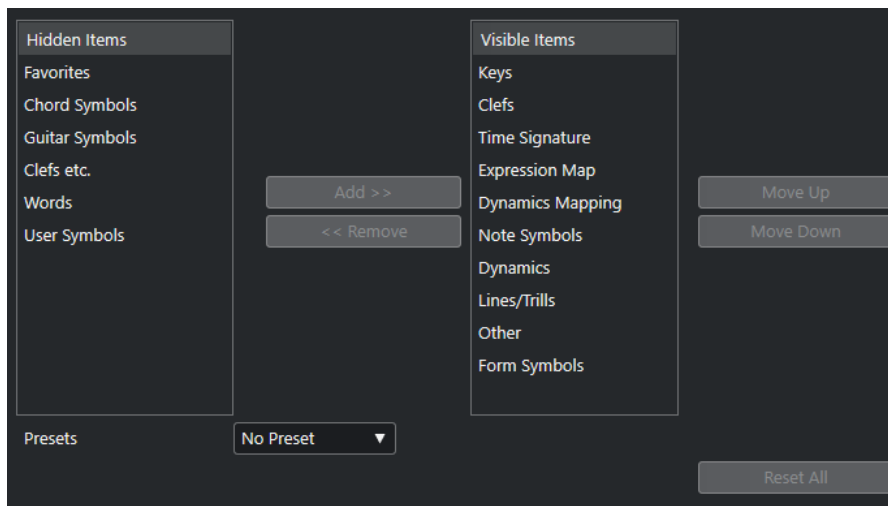 Hidden Items
Favorites
Chord Symbols
Guitar Symbols
Clefs etc.
Words
User Symbols
Add >>
<< Remove
Visible Items
Keys
Clefs
Time Signature
Expression Map
Dynamics Mapping
Note Symbols
Dynamics
Lines/Trills
Other
Form Symbols
Move Up
Move Down
Presets
No Preset
Reset All